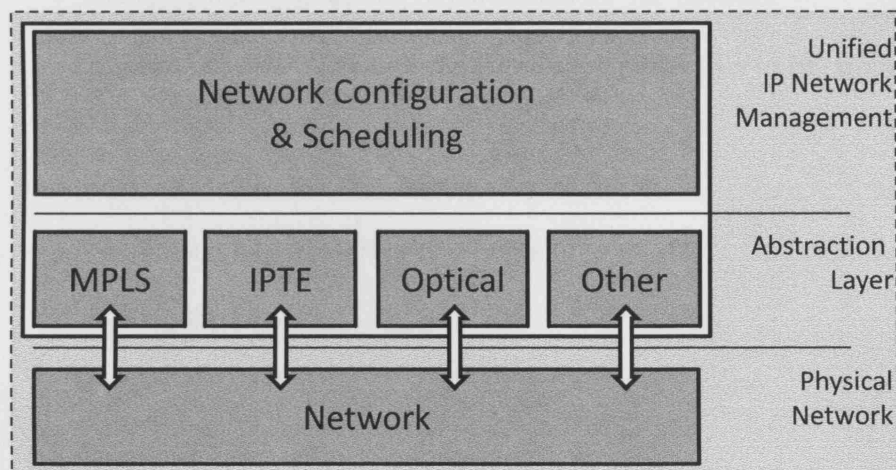 Network Configuration
& Scheduling
Unified
IP Network
Management
MPLS
IPTE
Optical
Other
Abstraction
Layer
Network
Physical
Network